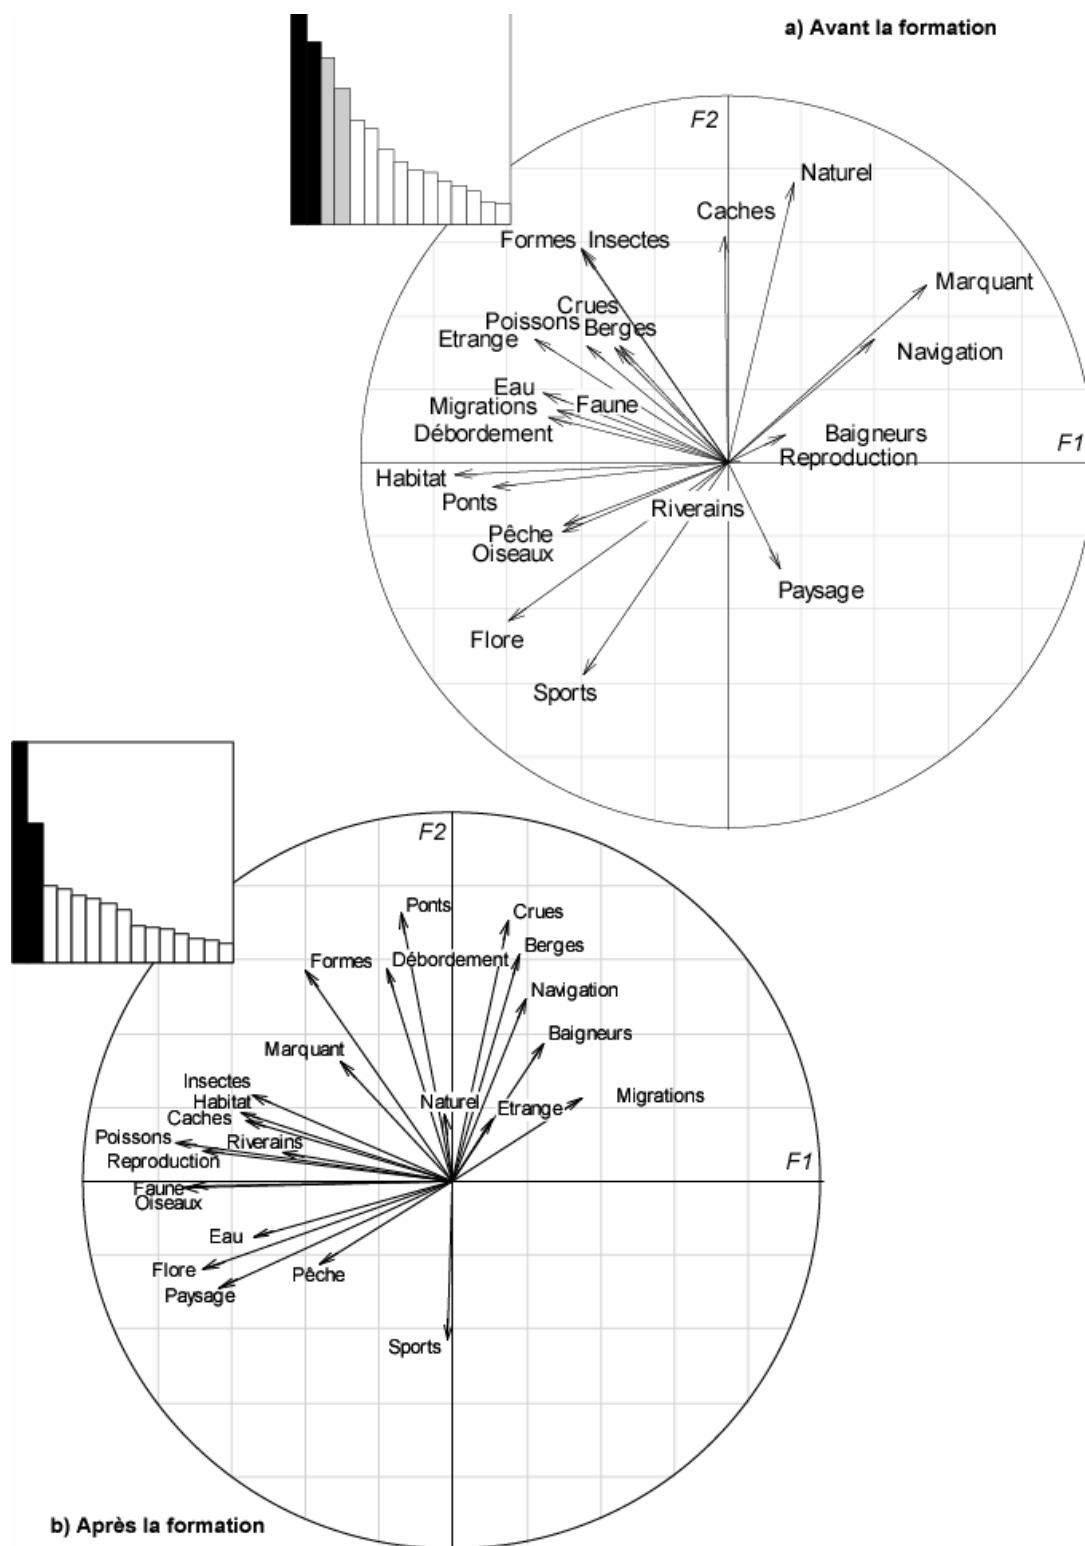 a) Avant la formation
F2
Naturel
Caches
Formes Insectes
Marquant
Crues
Poissons
Berges
Etrange
Navigation
Eau
Faune
Migrations
Débordement
Baigneurs
F1
Reproduction
Habitat
Ponts
Riverains
Pêche
Oiseaux
Paysage
Flore
Sports
F2
Ponts
Crues
Berges
Formes
Débordement
Navigation
Baigneurs
Marquant
Insectes
Habitat
Naturel
Etrange
Migrations
Caches
Poissons
Riverains
Reproduction
F1
Faune
Oiseaux
Eau
Flore
Pêche
Paysage
Sports
b) Après la formation